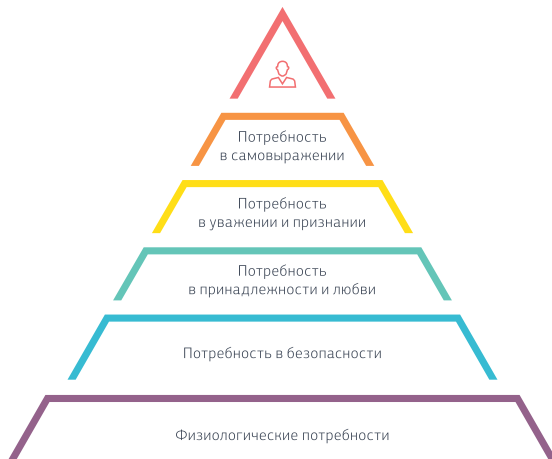 Потребность
в самовыражении
Потребность
в уважении и признании
Потребность
в принадлежности и любви
Потребность в безопасности
Физиологические потребности